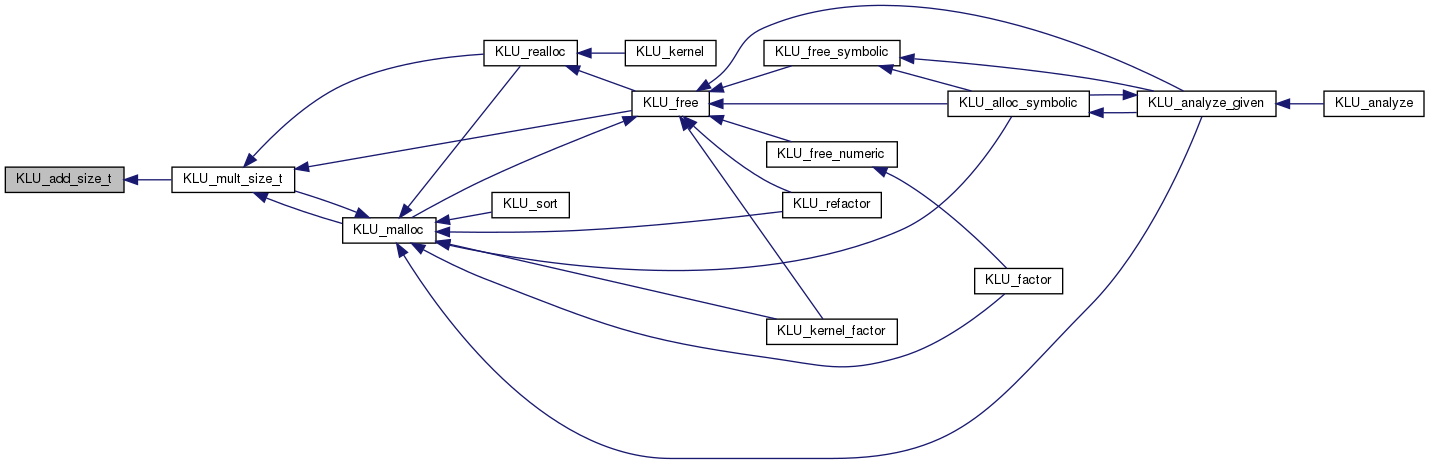 KLU_add_size_t
KLU_mult_size_t
KLU_malloc
KLU_realloc
KLU_sort
KLU_kernel
KLU_free
KLU_free_symbolic
KLU_free_numeric
KLU_refactor
KLU_kernel_factor
KLU_alloc_symbolic
KLU_factor
KLU_analyze_given
KLU_analyze